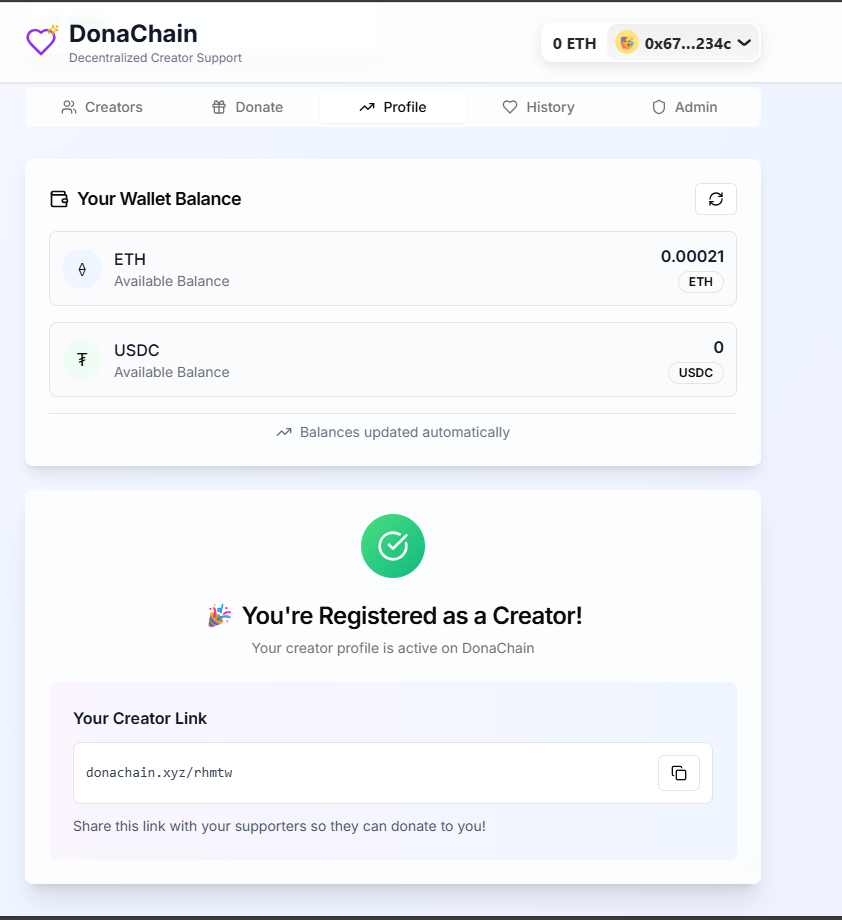 DonaChain
Decentralized Creator Support
0 ETH 0x67...234c
Creators Donate Profile History Admin
Your Wallet Balance
ETH
Available Balance
0.00021
ETH
₮
USDC
Available Balance
0
USDC
Balances updated automatically
You're Registered as a Creator!
Your creator profile is active on DonaChain
Your Creator Link
donachain.xyz/rhmtw
Share this link with your supporters so they can donate to you!